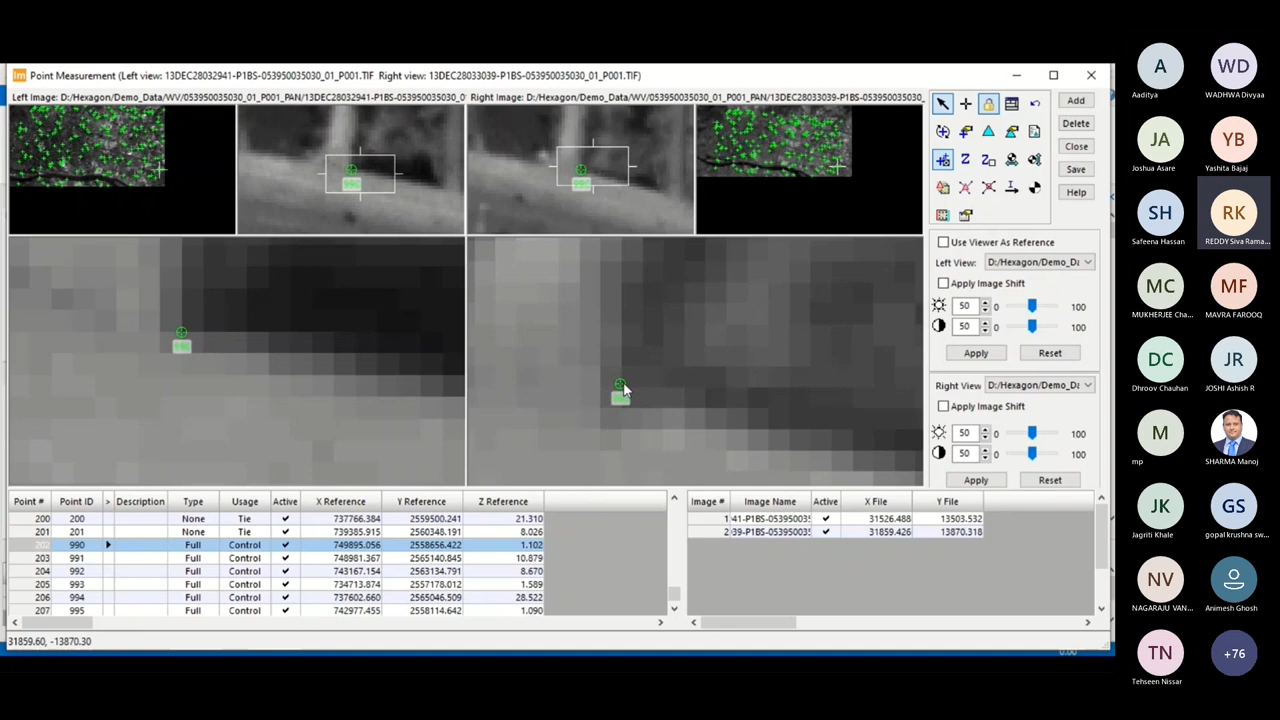 Point Measurement (Left view: 13DEC28032941-P1BS-053950035030_01_P001.TIF Right view: 13DEC28033039-P1BS-053950035030_01_P001.TIF)
Left Image: D:/Hexagon/Demo_Data/WV/053950035030_01_P001_PAN/13DEC28032941-P1BS-053950035030_0
Right Image: D:/Hexagon/Demo_Data/WV/053950035030_01_P001_PAN/13DEC28033039-P1BS-053950035030_
990
990
990
Add
Delete
Close
Save
Help
Use Viewer As Reference
Left View: D:/Hexagon/Demo_Da
Apply Image Shift
50 0 100
50 0 100
Apply Reset
Right View D:/Hexagon/Demo_Da
Apply Image Shift
50 0 100
50 0 100
Apply Reset
Point # Point ID > Description Type Usage Active X Reference Y Reference Z Reference
200 200 None Tie ✔ 737766.384 2559500.241 21.310
201 201 None Tie ✔ 739385.915 2560348.191 8.026
202 990 Full Control ✔ 749895.056 2558656.422 1.102
203 991 Full Control ✔ 748981.367 2565140.845 10.879
204 992 Full Control ✔ 743167.154 2563134.791 8.670
205 993 Full Control ✔ 734713.874 2557178.012 1.589
206 994 Full Control ✔ 737602.660 2565046.509 28.522
207 995 Full Control ✔ 742977.455 2558114.642 1.090
Image # Image Name Active X File Y File
1 41-P1BS-05395003 ✔ 31526.488 13503.532
2 39-P1BS-05395003 ✔ 31859.426 13870.318
31859.60, -13870.30
0.00
A
Aaditya
WD
WADHWA Divyaa
JA
Joshua Asare
YB
Yashita Bajaj
SH
Safeena Hassan
RK
REDDY Siva Rama...
MC
MUKHERJEE Cha...
MF
MAVRA FAROOQ
DC
Dhroov Chauhan
JR
JOSHI Ashish R
M
mp
SHARMA Manoj
JK
Jagriti Khale
GS
gopal krushna sw...
NV
NAGARAJU VAN...
Animesh Ghosh
TN
Tehseen Nissar
+76